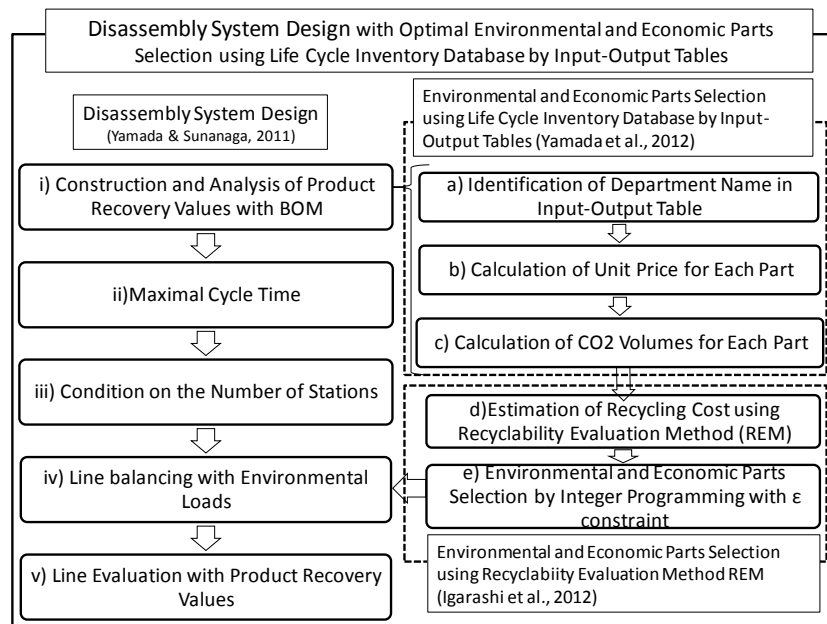 Disassembly System Design with Optimal Environmental and Economic Parts
Selection using Life Cycle Inventory Database by Input-Output Tables
Disassembly System Design
(Yamada & Sunanaga, 2011)
i) Construction and Analysis of Product
Recovery Values with BOM
ii)Maximal Cycle Time
iii) Condition on the Number of Stations
iv) Line balancing with Environmental
Loads
v) Line Evaluation with Product Recovery
Values
Environmental and Economic Parts Selection
using Life Cycle Inventory Database by Input-
Output Tables (Yamada et al., 2012)
a) Identification of Department Name in
Input-Output Table
b) Calculation of Unit Price for Each Part
c) Calculation of CO2 Volumes for Each Part
d)Estimation of Recycling Cost using
Recyclability Evaluation Method (REM)
e) Environmental and Economic Parts
Selection by Integer Programming with ε
constraint
Environmental and Economic Parts Selection
using Recyclabiity Evaluation Method REM
(Igarashi et al., 2012)